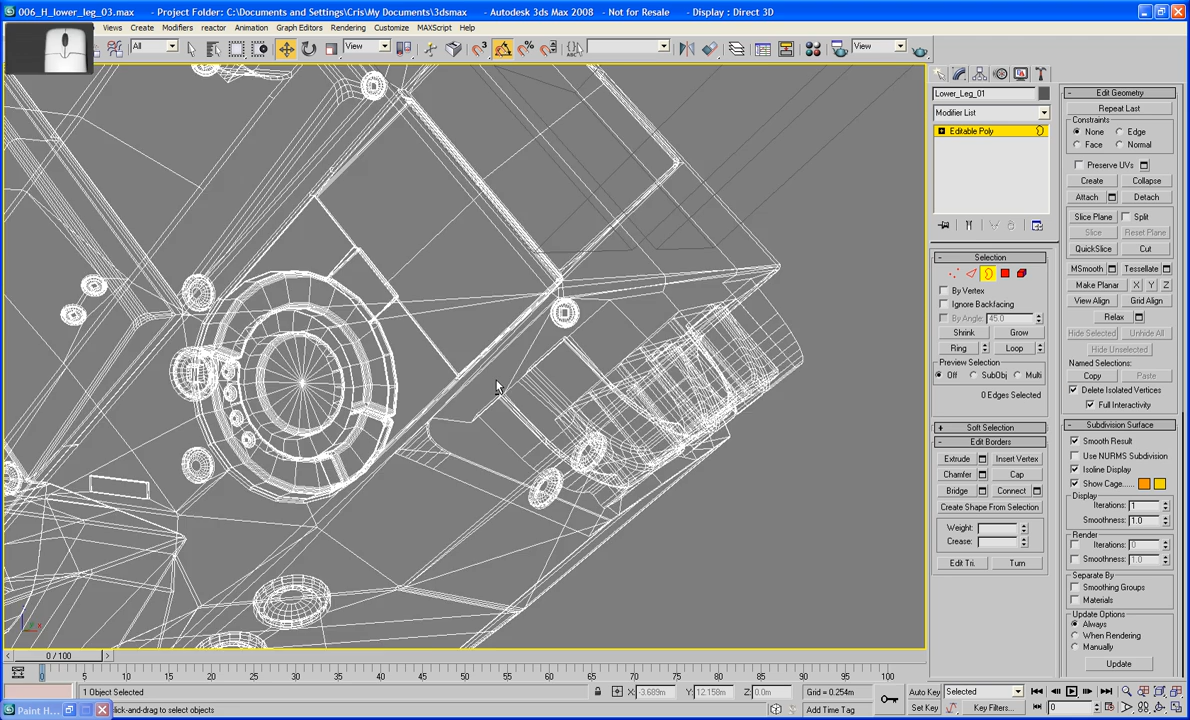 006_H_lower_leg_03.max - Project Folder: C:\Documents and Settings\Cris\My Documents\3dsmax - Autodesk 3ds Max 2008 - Not for Resale - Display : Direct 3D
Views Create Modifiers reactor Animation Graph Editors Rendering Customize MAXScript Help
All View View
Lower_Leg_01
Modifier List
Editable Poly
- Selection
By Vertex
Ignore Backfacing
By Angle: 45.0
Shrink Grow
Ring Loop
Preview Selection
Off SubObj Multi
0 Edges Selected
+ Soft Selection
- Edit Borders
Extrude Insert Vertex
Chamfer Cap
Bridge Connect
Create Shape From Selection
Weight:
Crease:
Edit Tri. Turn
- Edit Geometry
Repeat Last
Constraints
None Edge
Face Normal
Preserve UVs
Create Collapse
Attach Detach
Slice Plane Split
Slice Reset Plane
QuickSlice Cut
MSmooth Tessellate
Make Planar X Y Z
View Align Grid Align
Relax
Hide Selected Unhide All
Hide Unselected
Named Selections:
Copy Paste
Delete Isolated Vertices
Full Interactivity
- Subdivision Surface
Smooth Result
Use NURMS Subdivision
Isoline Display
Show Cage......
Display
Iterations: 1
Smoothness: 1.0
Render
Iterations: 0
Smoothness: 1.0
Separate By
Smoothing Groups
Materials
Update Options
Always
When Rendering
Manually
Update
0 / 100
0 5 10 15 20 25 30 35 40 45 50 55 60 65 70 75 80 85 90 95 100
1 Object Selected X: -3.689m Y: 12.158m Z: 0.0m Grid = 0.254m Auto Key Selected
Paint H... lick-and-drag to select objects Add Time Tag Set Key Key Filters... 0